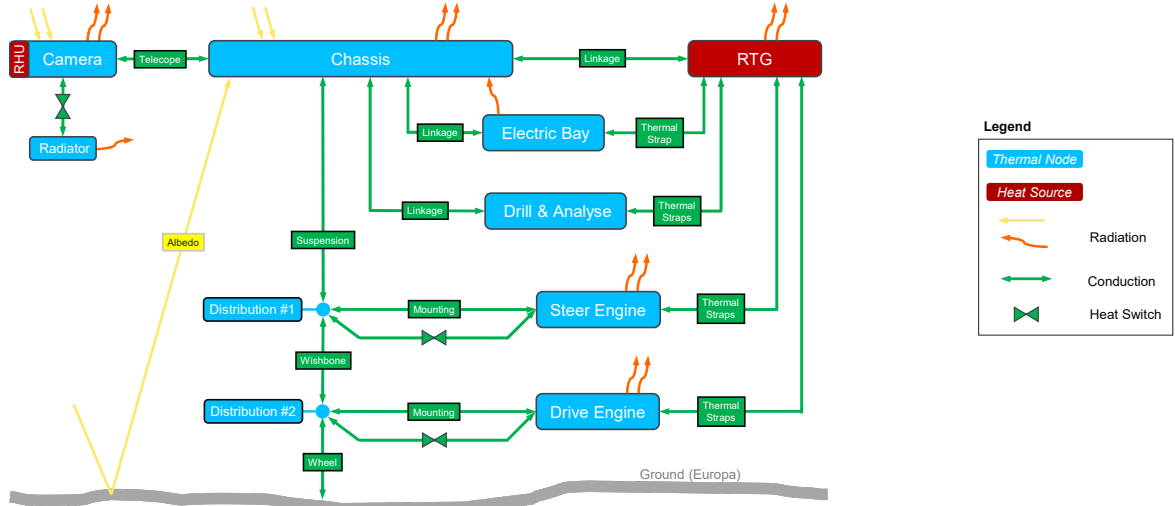 RHU
Camera
Telecope
Chassis
Linkage
RTG
Radiator
Linkage
Electric Bay
Thermal
Strap
Linkage
Drill & Analyse
Thermal
Straps
Albedo
Suspension
Distribution #1
Mounting
Steer Engine
Thermal
Straps
Wishbone
Distribution #2
Mounting
Drive Engine
Thermal
Straps
Wheel
Ground (Europa)
Legend
Thermal Node
Heat Source
Radiation
Conduction
Heat Switch